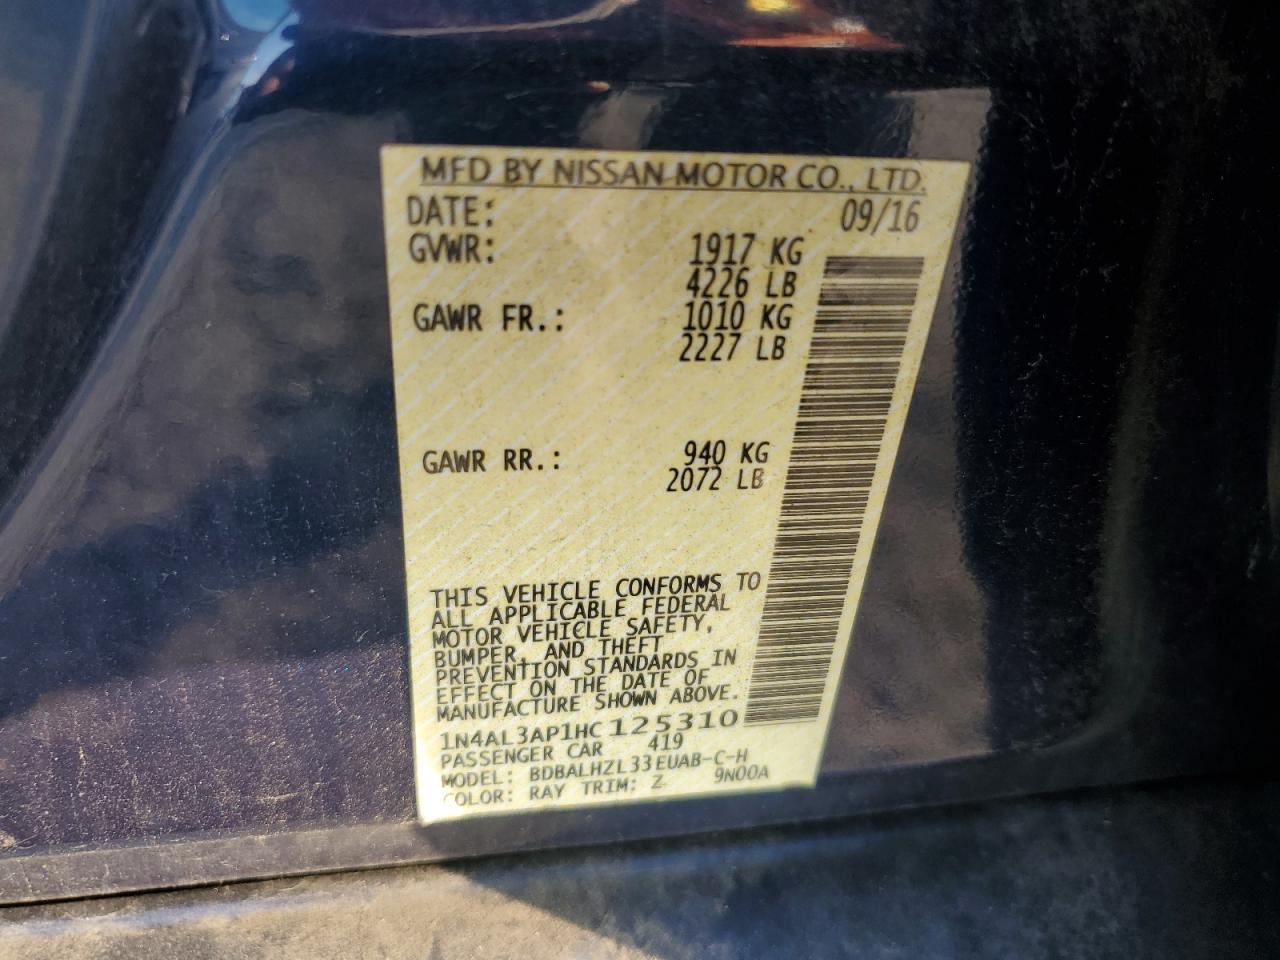 MFD BY NISSAN MOTOR CO., LTD.
DATE: 09/16
GVWR: 1917 KG
4226 LB
GAWR FR.: 1010 KG
2227 LB
GAWR RR.: 940 KG
2072 LB
THIS VEHICLE CONFORMS TO
ALL APPLICABLE FEDERAL
MOTOR VEHICLE SAFETY,
BUMPER, AND THEFT
PREVENTION STANDARDS IN
EFFECT ON THE DATE OF
MANUFACTURE SHOWN ABOVE.
1N4AL3AP1HC125310
PASSENGER CAR 419
MODEL: BDBALHZL33EUAB-C-H
COLOR: RAY TRIM: Z 9N00A